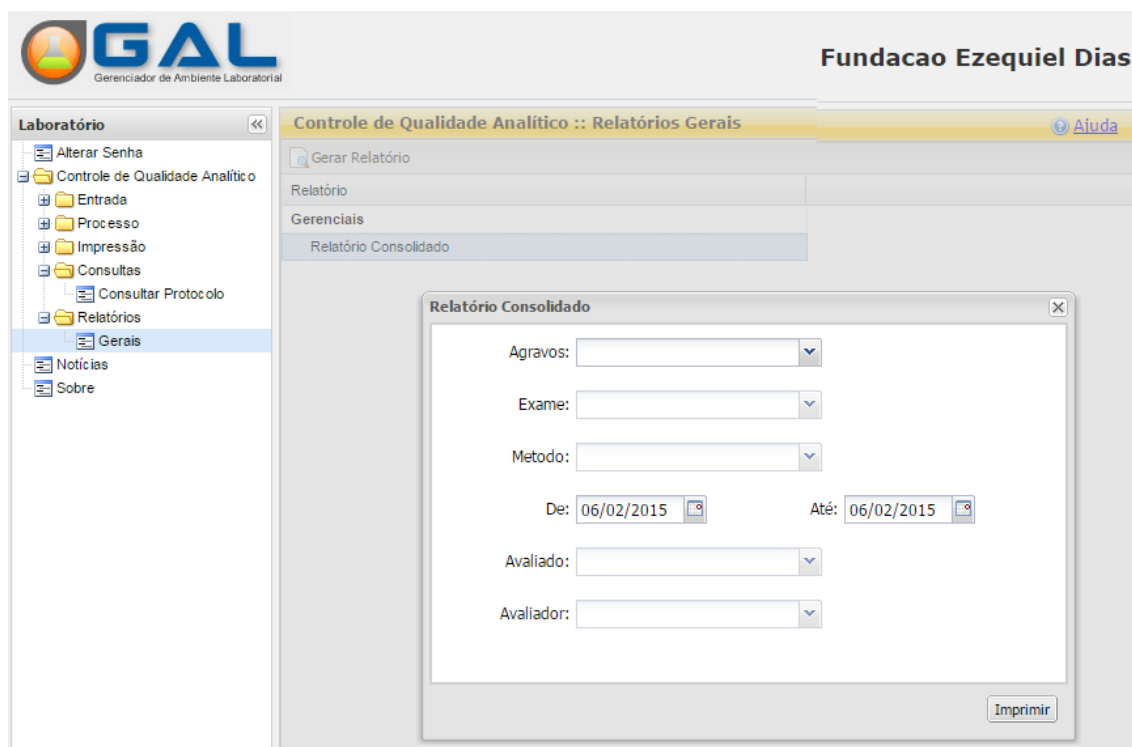 GAL
Gerenciador de Ambiente Laboratorial
Fundacao Ezequiel Dias
Laboratório
Alterar Senha
Controle de Qualidade Analítico
Entrada
Processo
Impressão
Consultas
Consultar Protocolo
Relatórios
Gerais
Notícias
Sobre
Controle de Qualidade Analítico :: Relatórios Gerais
Ajuda
Gerar Relatório
Relatório
Gerenciais
Relatório Consolidado
Relatório Consolidado
Agravos:
Exame:
Metodo:
De: 06/02/2015 Até: 06/02/2015
Avaliado:
Avaliador:
Imprimir